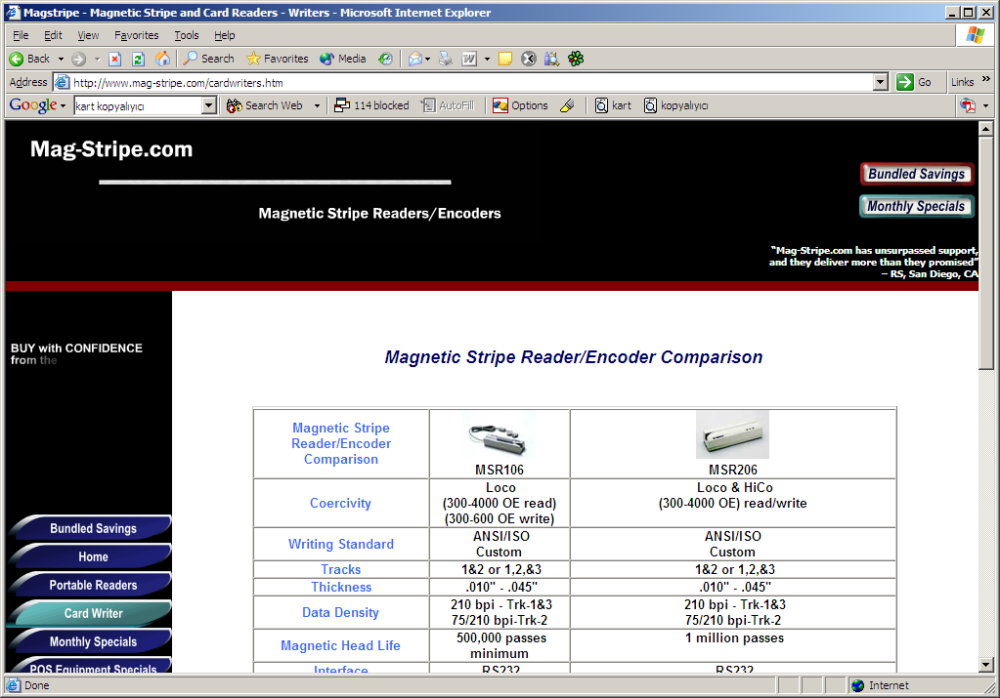 Magstripe - Magnetic Stripe and Card Readers - Writers - Microsoft Internet Explorer
File Edit View Favorites Tools Help
Back Search Favorites Media
Address http://www.mag-stripe.com/cardwriters.htm Go Links »
Google kart kopyalıyıcı Search Web 114 blocked AutoFill Options kart kopyalıyıcı
Mag-Stripe.com
Bundled Savings
Monthly Specials
Magnetic Stripe Readers/Encoders
“Mag-Stripe.com has unsurpassed support,
and they deliver more than they promised”
– RS, San Diego, CA
BUY with CONFIDENCE
from the
Bundled Savings
Home
Portable Readers
Card Writer
Monthly Specials
POS Equipment Specials
Magnetic Stripe Reader/Encoder Comparison
Magnetic Stripe
Reader/Encoder
Comparison
MSR106
MSR206
Coercivity
Loco
(300-4000 OE read)
(300-600 OE write)
Loco & HiCo
(300-4000 OE) read/write
Writing Standard
ANSI/ISO
Custom
ANSI/ISO
Custom
Tracks
1&2 or 1,2,&3
1&2 or 1,2,&3
Thickness
.010" - .045"
.010" - .045"
Data Density
210 bpi - Trk-1&3
75/210 bpi-Trk-2
210 bpi - Trk-1&3
75/210 bpi-Trk-2
Magnetic Head Life
500,000 passes
minimum
1 million passes
Interface
RS232
RS232
Done
Internet